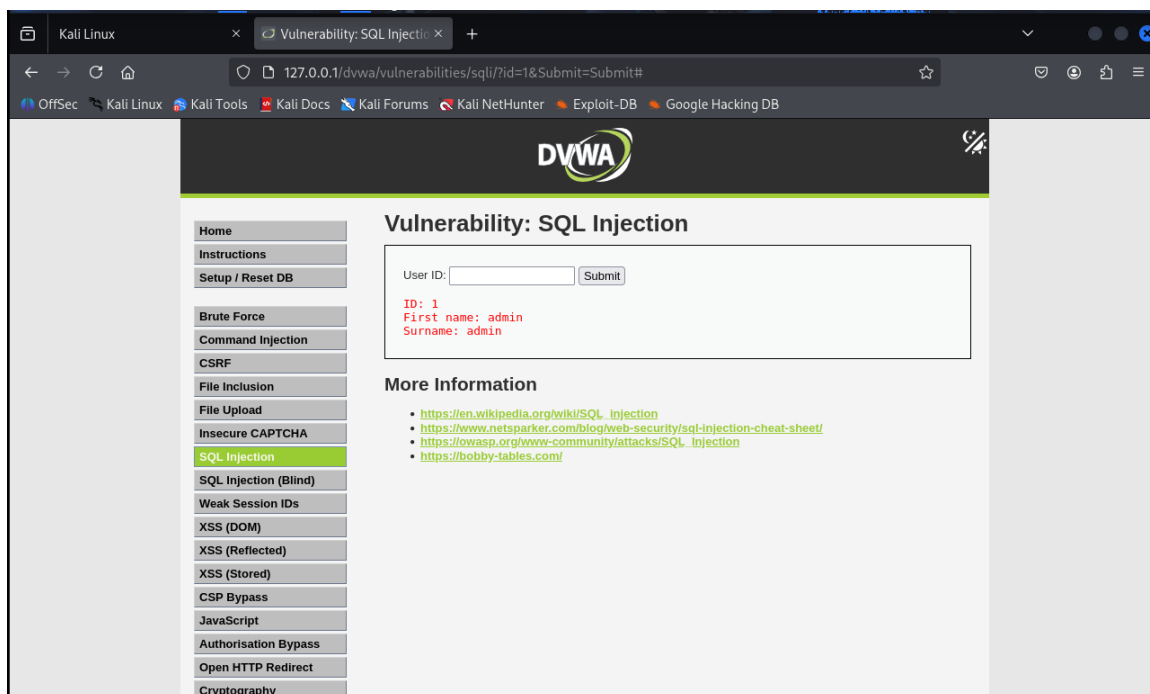 Kali Linux
Vulnerability: SQL Injectio
127.0.0.1/dvwa/vulnerabilities/sqli/?id=1&Submit=Submit#
OffSec Kali Linux Kali Tools Kali Docs Kali Forums Kali NetHunter Exploit-DB Google Hacking DB
DVWA
Home
Instructions
Setup / Reset DB
Brute Force
Command Injection
CSRF
File Inclusion
File Upload
Insecure CAPTCHA
SQL Injection
SQL Injection (Blind)
Weak Session IDs
XSS (DOM)
XSS (Reflected)
XSS (Stored)
CSP Bypass
JavaScript
Authorisation Bypass
Open HTTP Redirect
Cryptography
Vulnerability: SQL Injection
User ID: Submit
ID: 1
First name: admin
Surname: admin
More Information
https://en.wikipedia.org/wiki/SQL_injection
https://www.netsparker.com/blog/web-security/sql-injection-cheat-sheet/
https://owasp.org/www-community/attacks/SQL_Injection
https://bobby-tables.com/